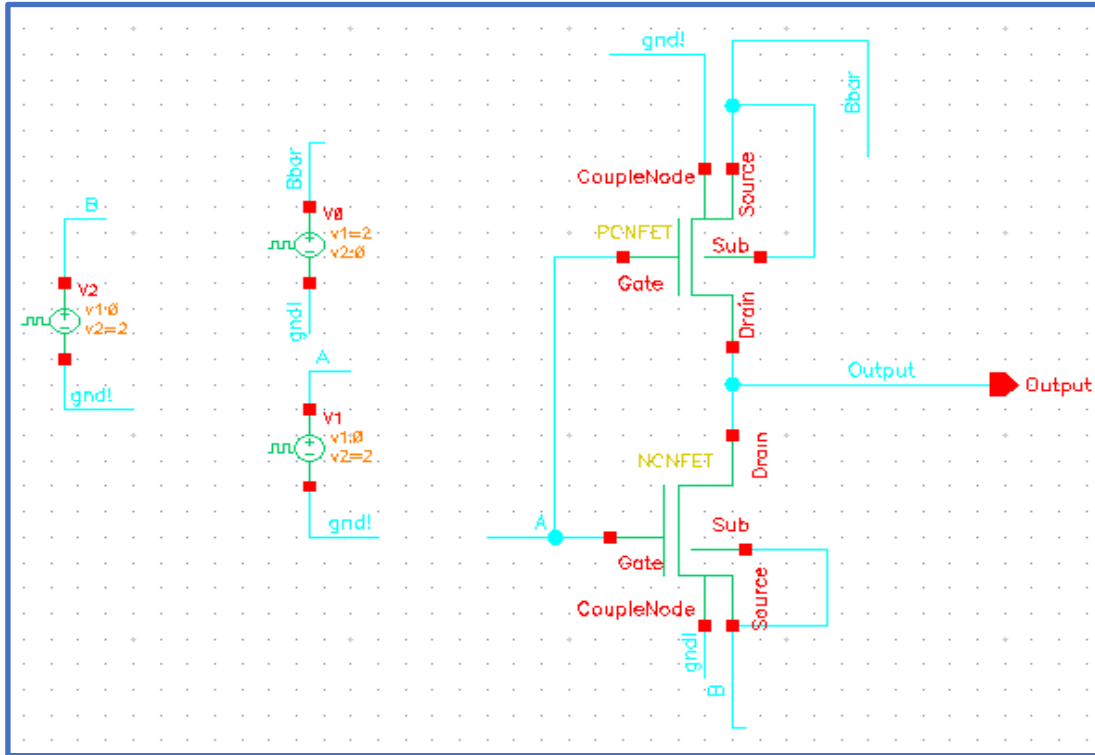 gnd!
Bbar
Source
CoupleNode
Bbar
V0
v1=2
v2:0
gnd!
B
V2
v1:0
v2=2
gnd!
PCNFET
Sub
Gate
Drain
A
V1
v1:0
v2=2
gnd!
Output
Output
Drain
NCNFET
A
Sub
Gate
Source
CoupleNode
gnd!
B